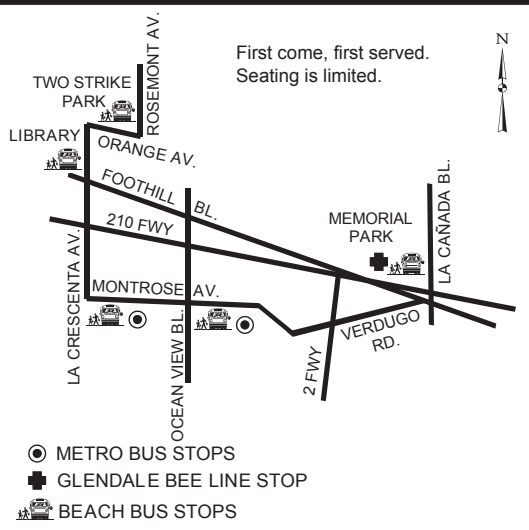 First come, first served.
Seating is limited.
N
ROSEMONT AV.
TWO STRIKE
PARK
LIBRARY
ORANGE AV.
FOOTHILL BL.
210 FWY
MEMORIAL
PARK
LA CAÑADA BL.
LA CRESCENTA AV.
MONTROSE AV.
OCEAN VIEW BL.
2 FWY
VERDUGO
RD.
METRO BUS STOPS
GLENDALE BEE LINE STOP
BEACH BUS STOPS